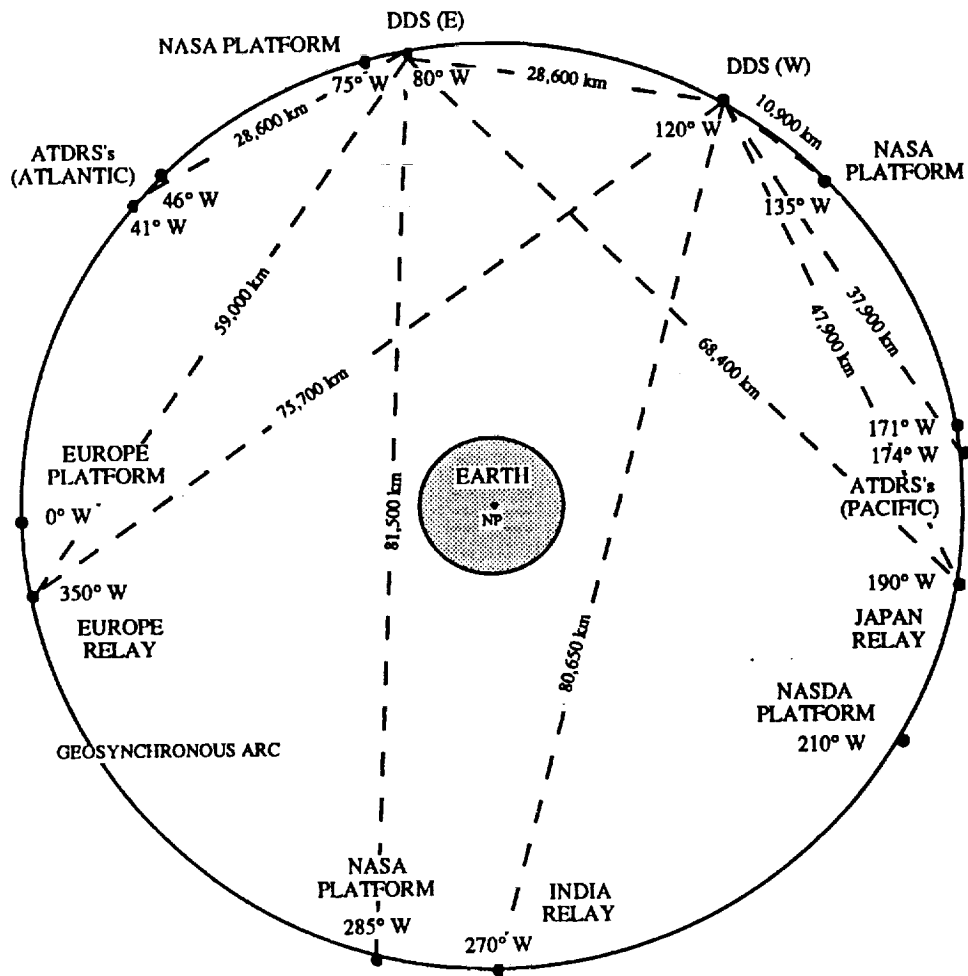 DDS (E)
NASA PLATFORM
DDS (W)
75° W
80° W
28,600 km
10,900 km
120° W
28,600 km
ATDRS's
(ATLANTIC)
NASA
PLATFORM
46° W
135° W
41° W
59,000 km
37,900 km
47,900 km
68,400 km
75,700 km
171° W
EUROPE
PLATFORM
174° W
EARTH
NP
ATDRS's
(PACIFIC)
0° W
81,500 km
350° W
190° W
EUROPE
RELAY
JAPAN
RELAY
80,650 km
NASDA
PLATFORM
210° W
GEOSYNCHRONOUS ARC
NASA
PLATFORM
285° W
INDIA
RELAY
270° W